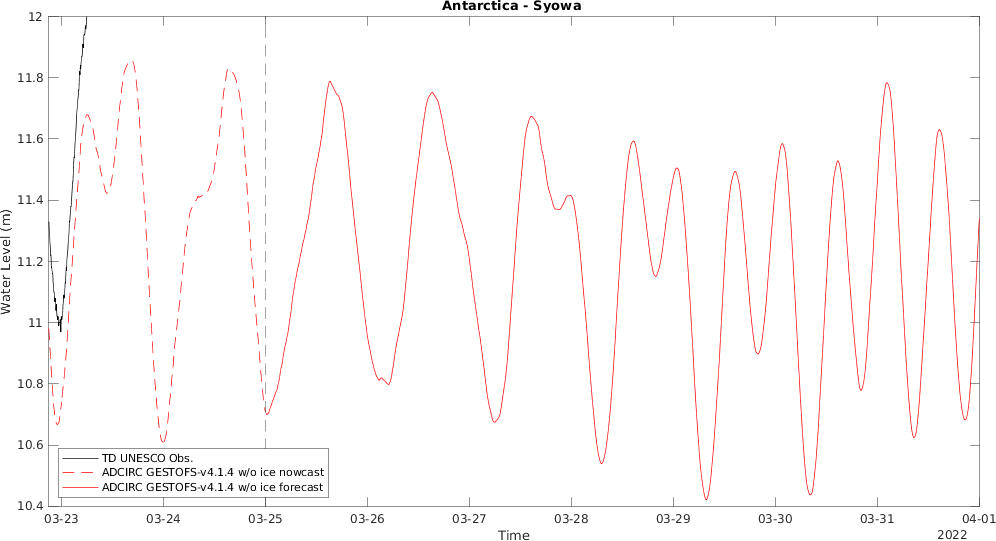 Antarctica - Syowa
Water Level (m)
12
11.8
11.6
11.4
11.2
11
10.8
10.6
10.4
TD UNESCO Obs.
ADCIRC GESTOFS-v4.1.4 w/o ice nowcast
ADCIRC GESTOFS-v4.1.4 w/o ice forecast
03-23 03-24 03-25 03-26 03-27 03-28 03-29 03-30 03-31 04-01
Time
2022